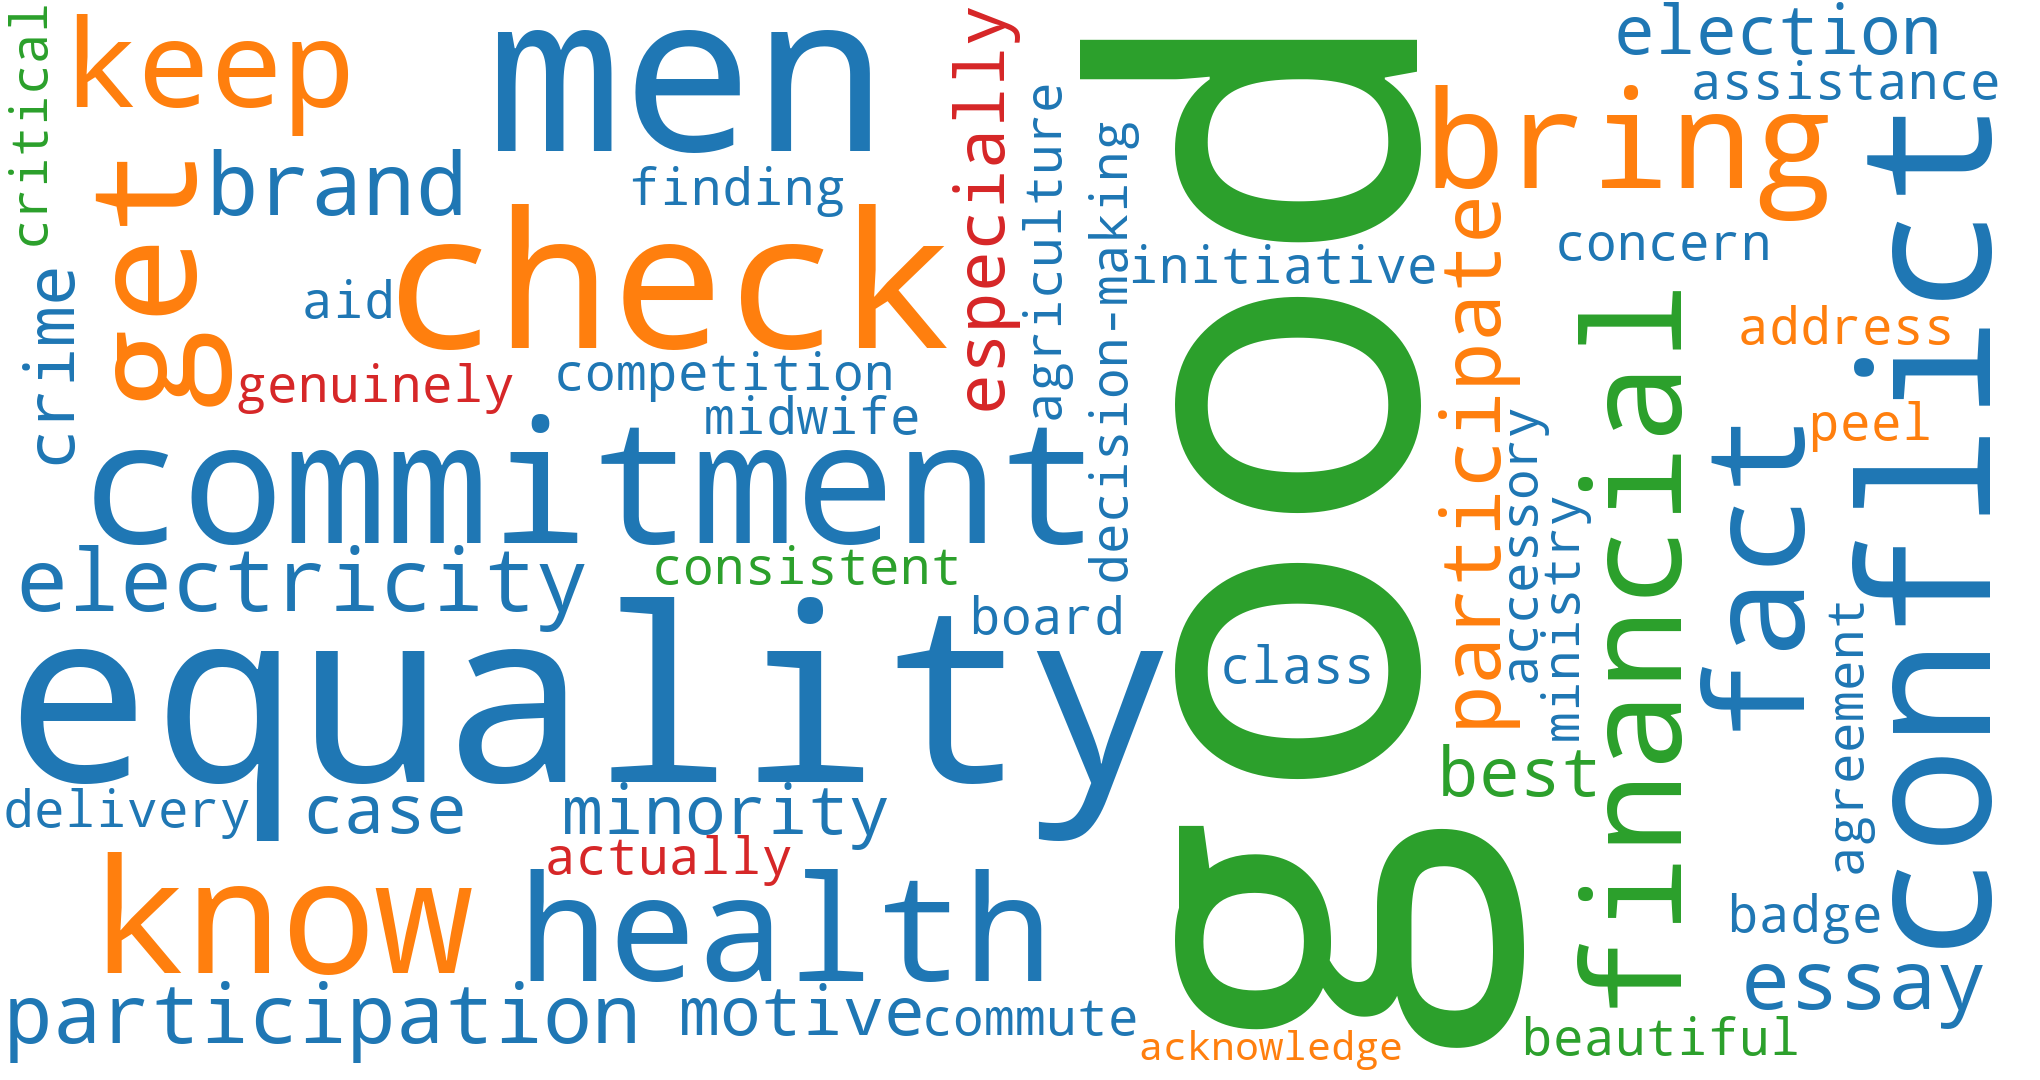 critical
keep
men
especially
good
election
assistance
bring
conflict
get
brand
finding
agriculture
decision-making
check
aid
crime
initiative
participate
concern
financial
address
genuinely
competition
midwife
peel
commitment
accessory
fact
ministry
electricity
consistent
board
agreement
equality
class
best
delivery
case
minority
actually
know
health
badge
essay
participation
motive
commute
acknowledge
beautiful